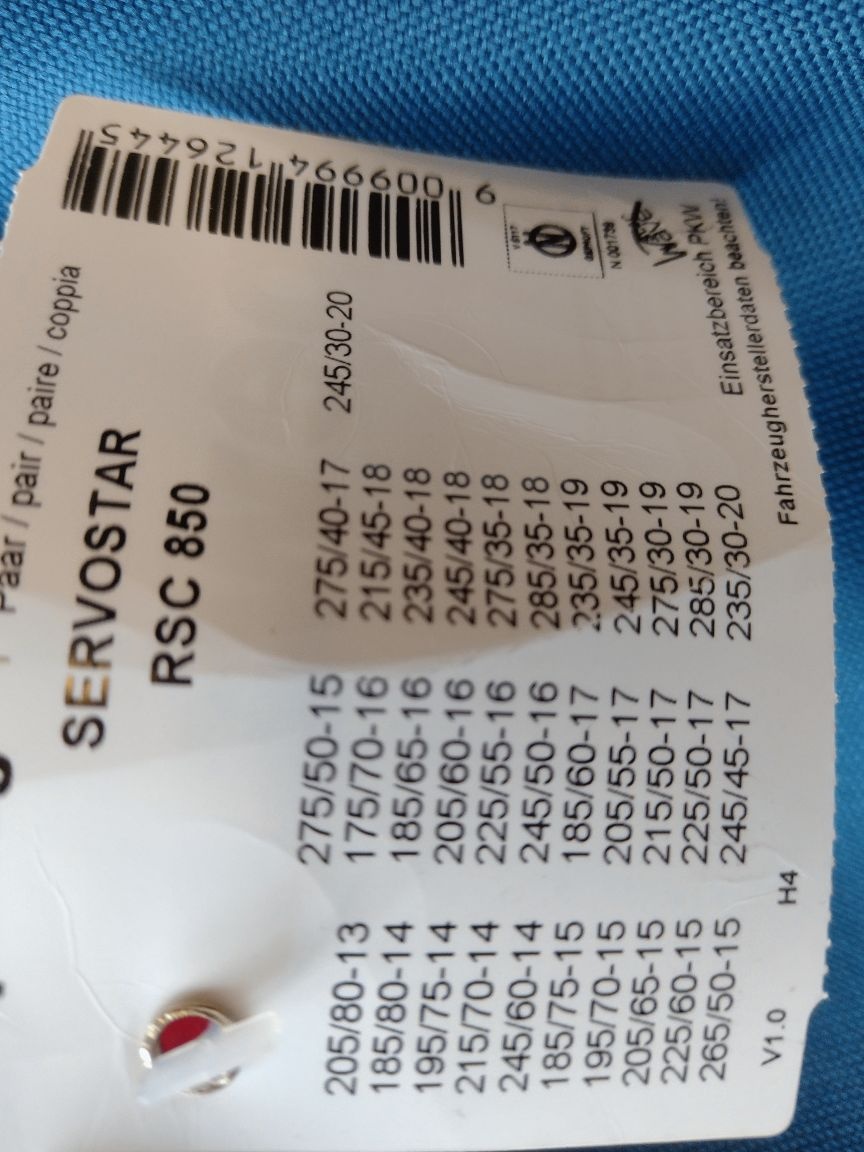 Paar / pair / paire / coppia
SERVOSTAR
RSC 850
205/80-13 275/50-15 275/40-17 245/30-20
185/80-14 175/70-16 215/45-18
195/75-14 185/65-16 235/40-18
215/70-14 205/60-16 245/40-18
245/60-14 225/55-16 275/35-18
185/75-15 245/50-16 285/35-18
195/70-15 185/60-17 235/35-19
205/65-15 205/55-17 245/35-19
225/60-15 215/50-17 275/30-19
265/50-15 225/50-17 285/30-19
245/45-17 235/30-20
V1.0 H4
9 009994 126445
N 001739
Einsatzbereich PKW
Fahrzeugherstellerdaten beachten!